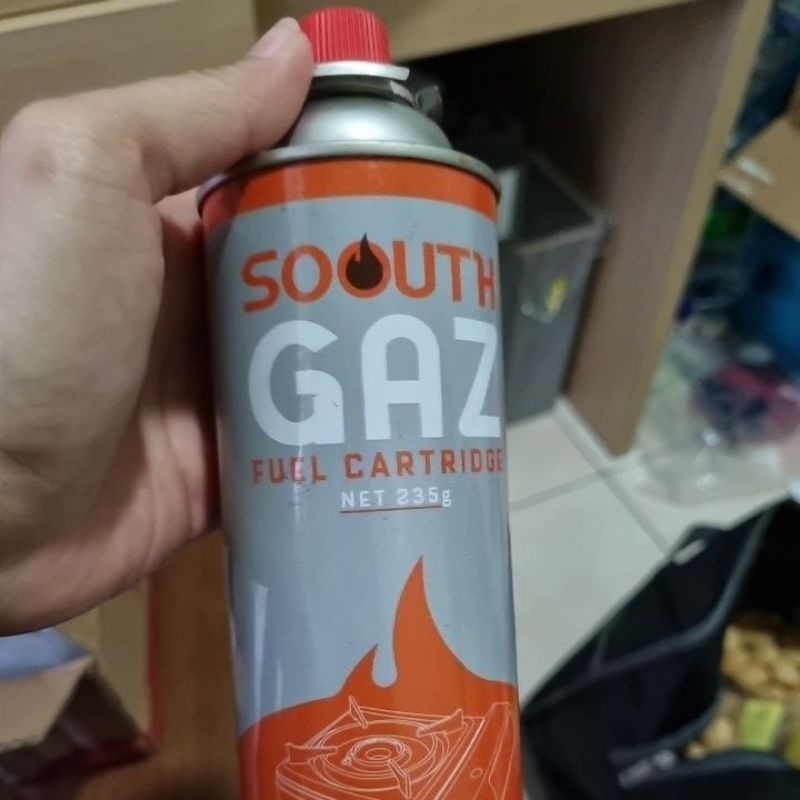 SOOUTH
GAZ
FUEL CARTRIDGE
NET 235g